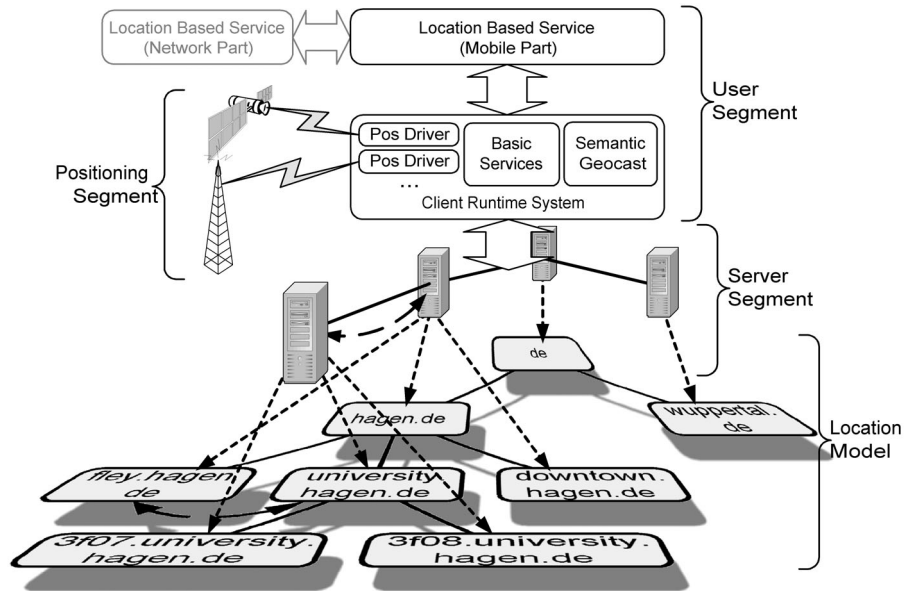 Location Based Service
(Network Part)
Location Based Service
(Mobile Part)
User
Segment
Pos Driver
Pos Driver
...
Basic
Services
Semantic
Geocast
Client Runtime System
Positioning
Segment
Server
Segment
de
hagen.de
wuppertal.
de
Location
Model
fley.hagen
de
university
hagen.de
downtown.
hagen.de
3f07.university.
hagen.de
3f08.university.
hagen.de